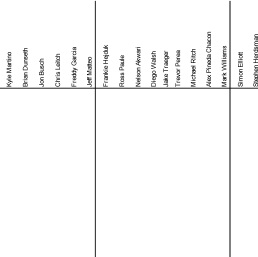 Kyle Martino
Brian Dunseth
Jon Busch
Chris Leitch
Freddy Garcia
Jeff Matteo
Frankie Hejduk
Ross Paule
Nelson Akwari
Diego Walsh
Jake Traeger
Trevor Perea
Michael Ritch
Alex Pineda Chacon
Mark Williams
Simon Elliott
Stephen Herdsman